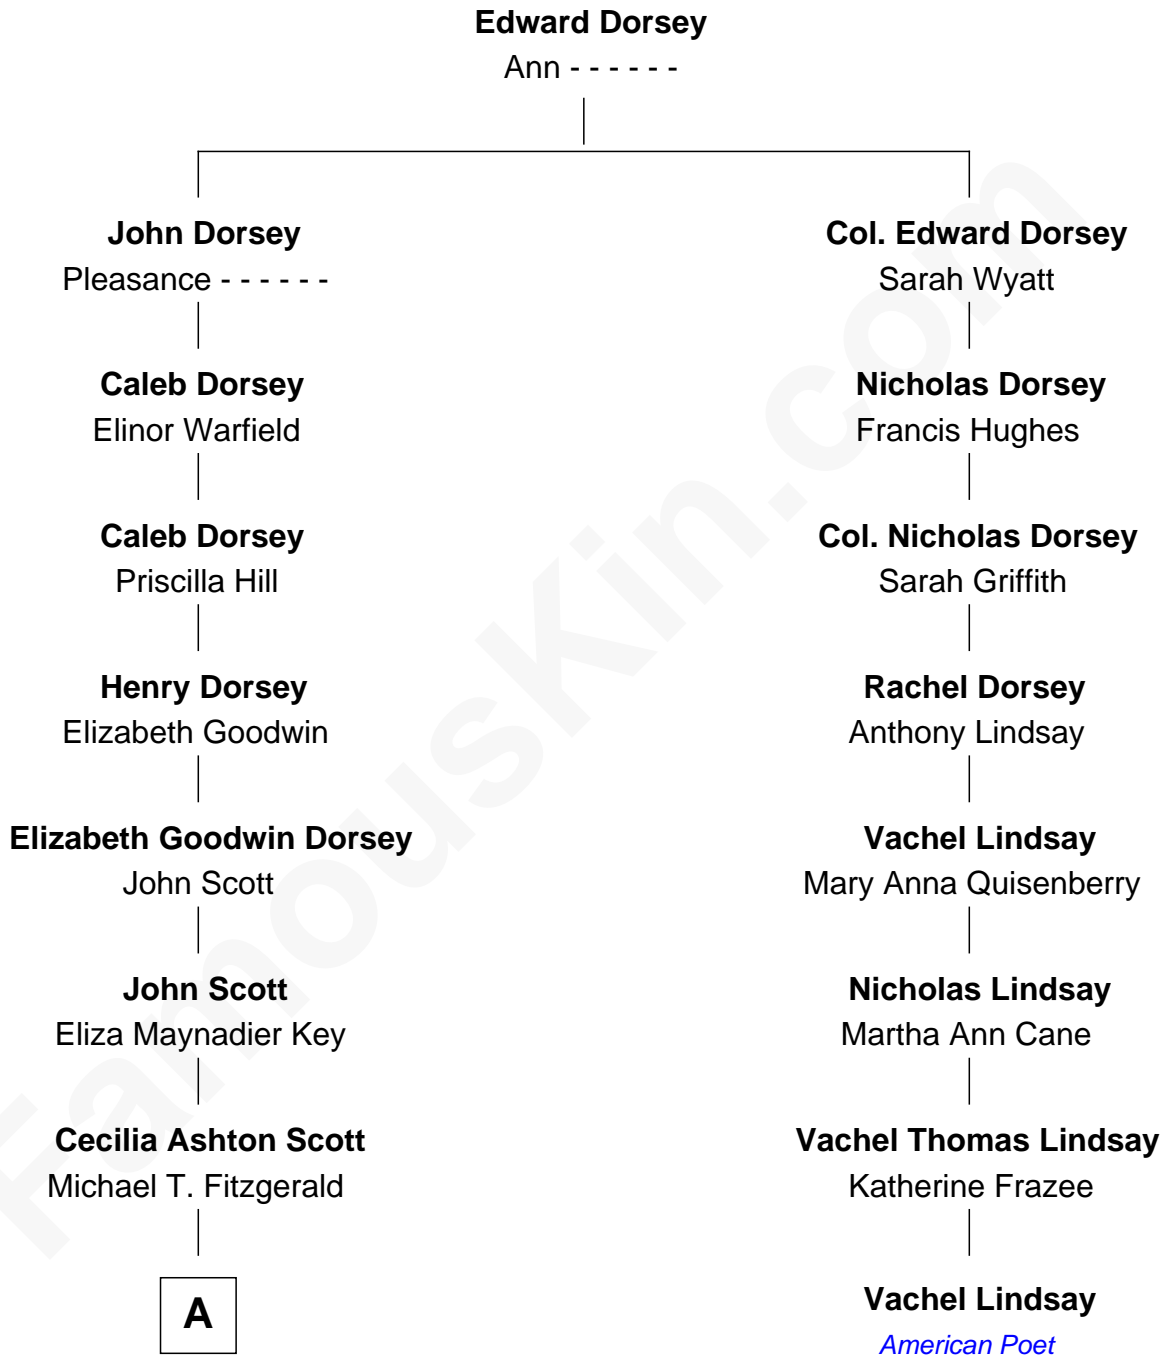 Edward Dorsey
Ann - - - - - -
John Dorsey
Pleasance - - - - - -
Col. Edward Dorsey
Sarah Wyatt
Caleb Dorsey
Elinor Warfield
Nicholas Dorsey
Francis Hughes
Caleb Dorsey
Priscilla Hill
Col. Nicholas Dorsey
Sarah Griffith
Henry Dorsey
Elizabeth Goodwin
Rachel Dorsey
Anthony Lindsay
Elizabeth Goodwin Dorsey
John Scott
Vachel Lindsay
Mary Anna Quisenberry
John Scott
Eliza Maynadier Key
Nicholas Lindsay
Martha Ann Cane
Cecilia Ashton Scott
Michael T. Fitzgerald
Vachel Thomas Lindsay
Katherine Frazee
A
Vachel Lindsay
American Poet
FamousKin.com